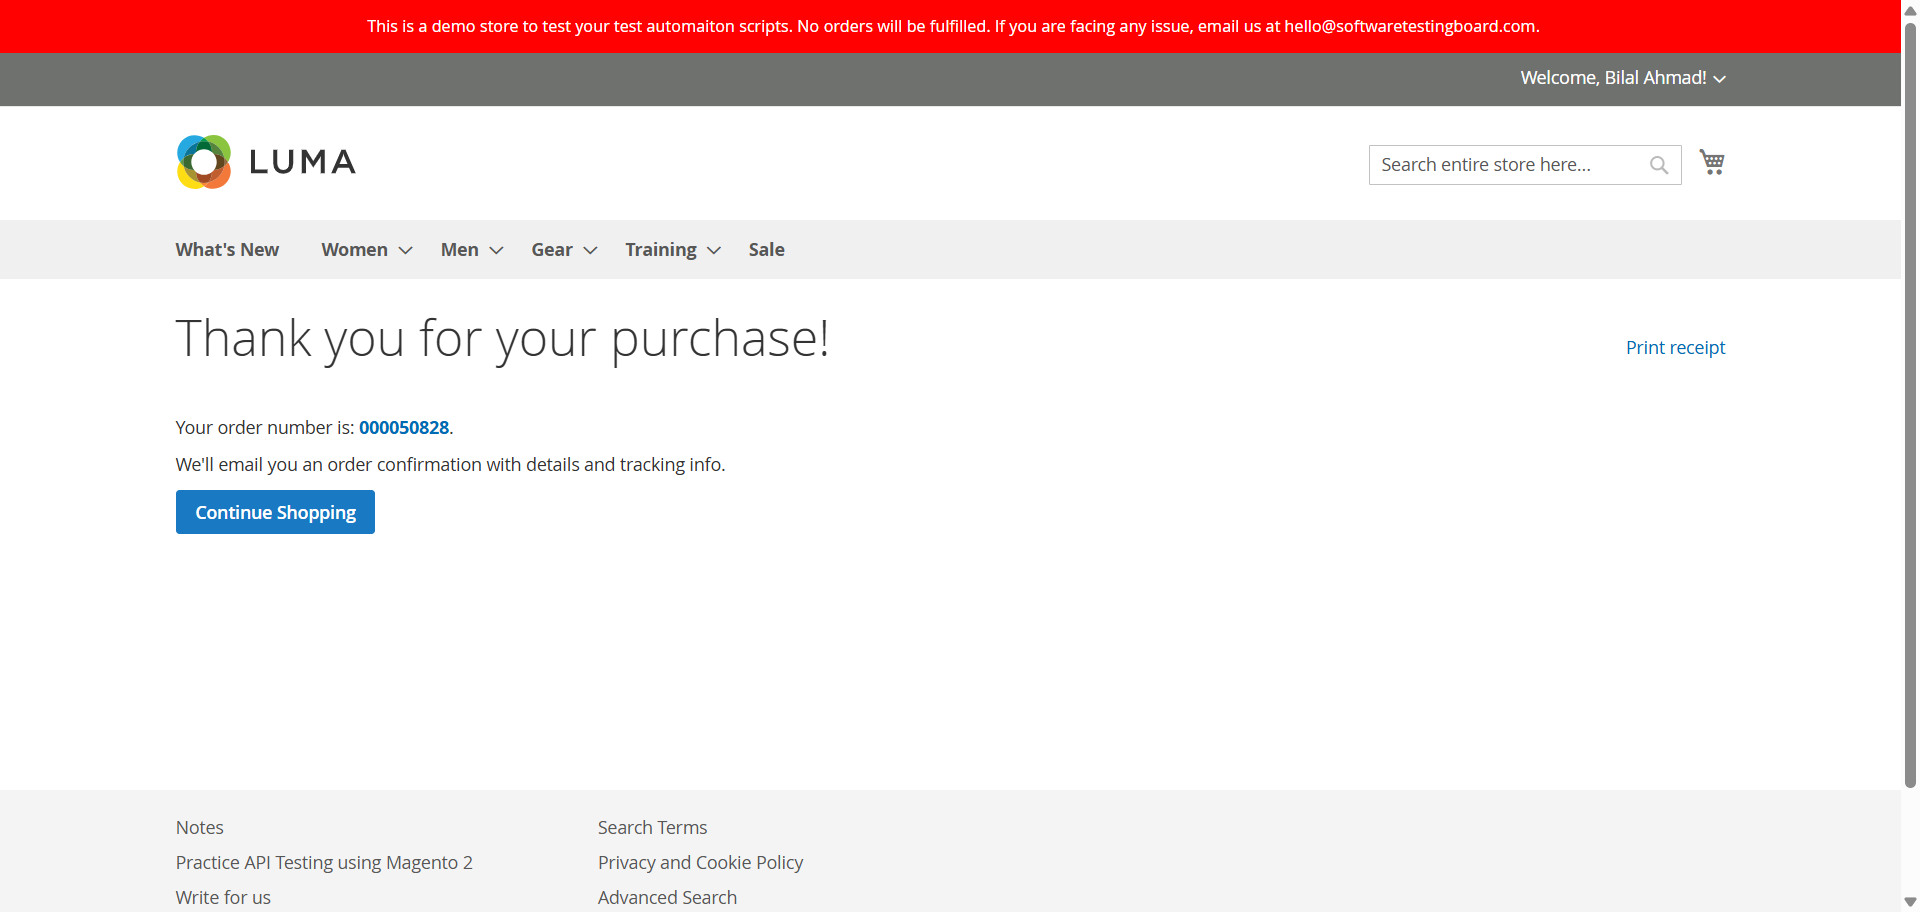 This is a demo store to test your test automaiton scripts. No orders will be fulfilled. If you are facing any issue, email us at hello@softwaretestingboard.com.
Welcome, Bilal Ahmad!
LUMA
Search entire store here...
What's New Women Men Gear Training Sale
Thank you for your purchase!
Print receipt
Your order number is: 000050828.
We'll email you an order confirmation with details and tracking info.
Continue Shopping
Notes
Practice API Testing using Magento 2
Write for us
Search Terms
Privacy and Cookie Policy
Advanced Search